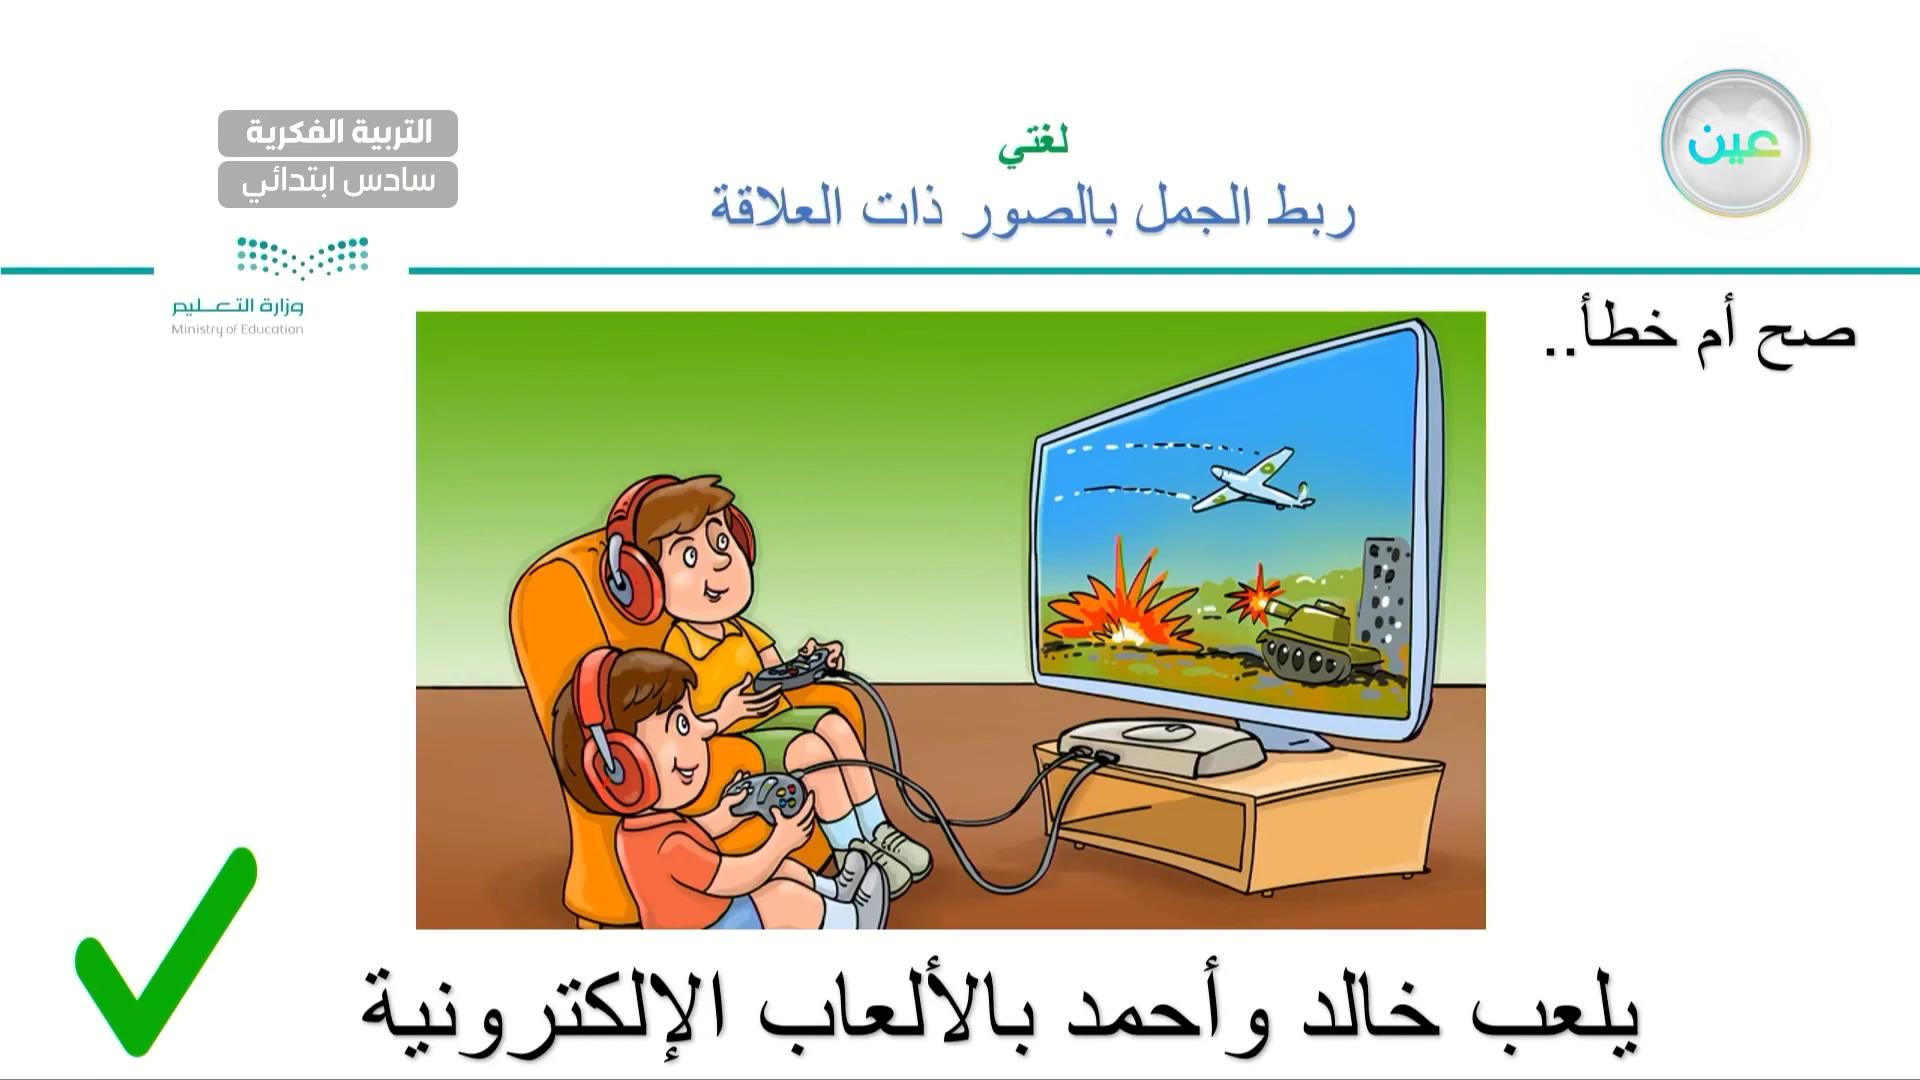 عين
لغتي
ربط الجمل بالصور ذات العلاقة
التربية الفكرية
سادس ابتدائي
وزارة التعليم
Ministry of Education
صح أم خطأ..
يلعب خالد وأحمد بالألعاب الإلكترونية